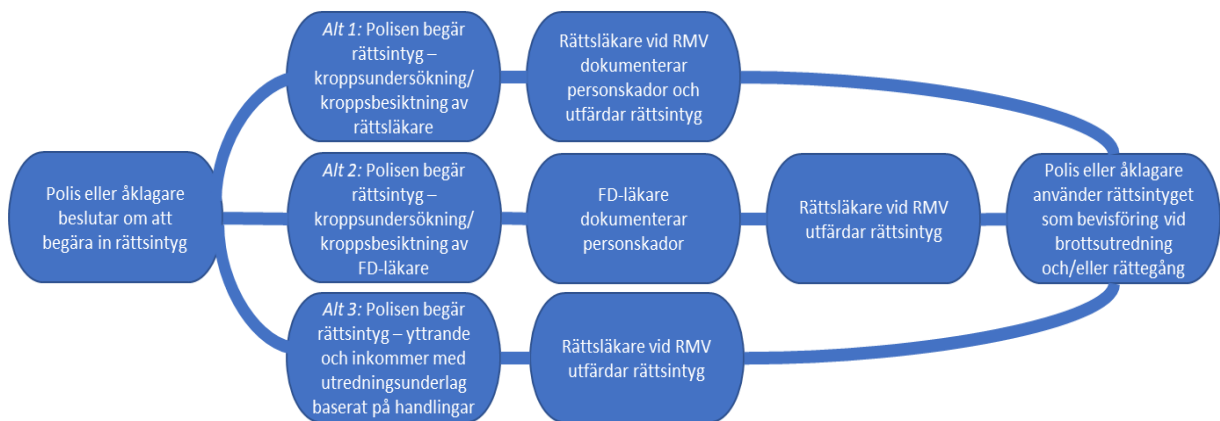 Polis eller åklagare
beslutar om att
begära in rättsintyg
Alt 1: Polisen begär
rättsintyg –
kroppsundersökning/
kroppsbesiktning av
rättsläkare
Rättsläkare vid RMV
dokumenterar
personskador och
utfärdar rättsintyg
Alt 2: Polisen begär
rättsintyg –
kroppsundersökning/
kroppsbesiktning av
FD-läkare
FD-läkare
dokumenterar
personskador
Rättsläkare vid RMV
utfärdar rättsintyg
Alt 3: Polisen begär
rättsintyg – yttrande
och inkommer med
utredningsunderlag
baserat på handlingar
Rättsläkare vid RMV
utfärdar rättsintyg
Polis eller åklagare
använder rättsintyget
som bevisföring vid
brottsutredning
och/eller rättegång